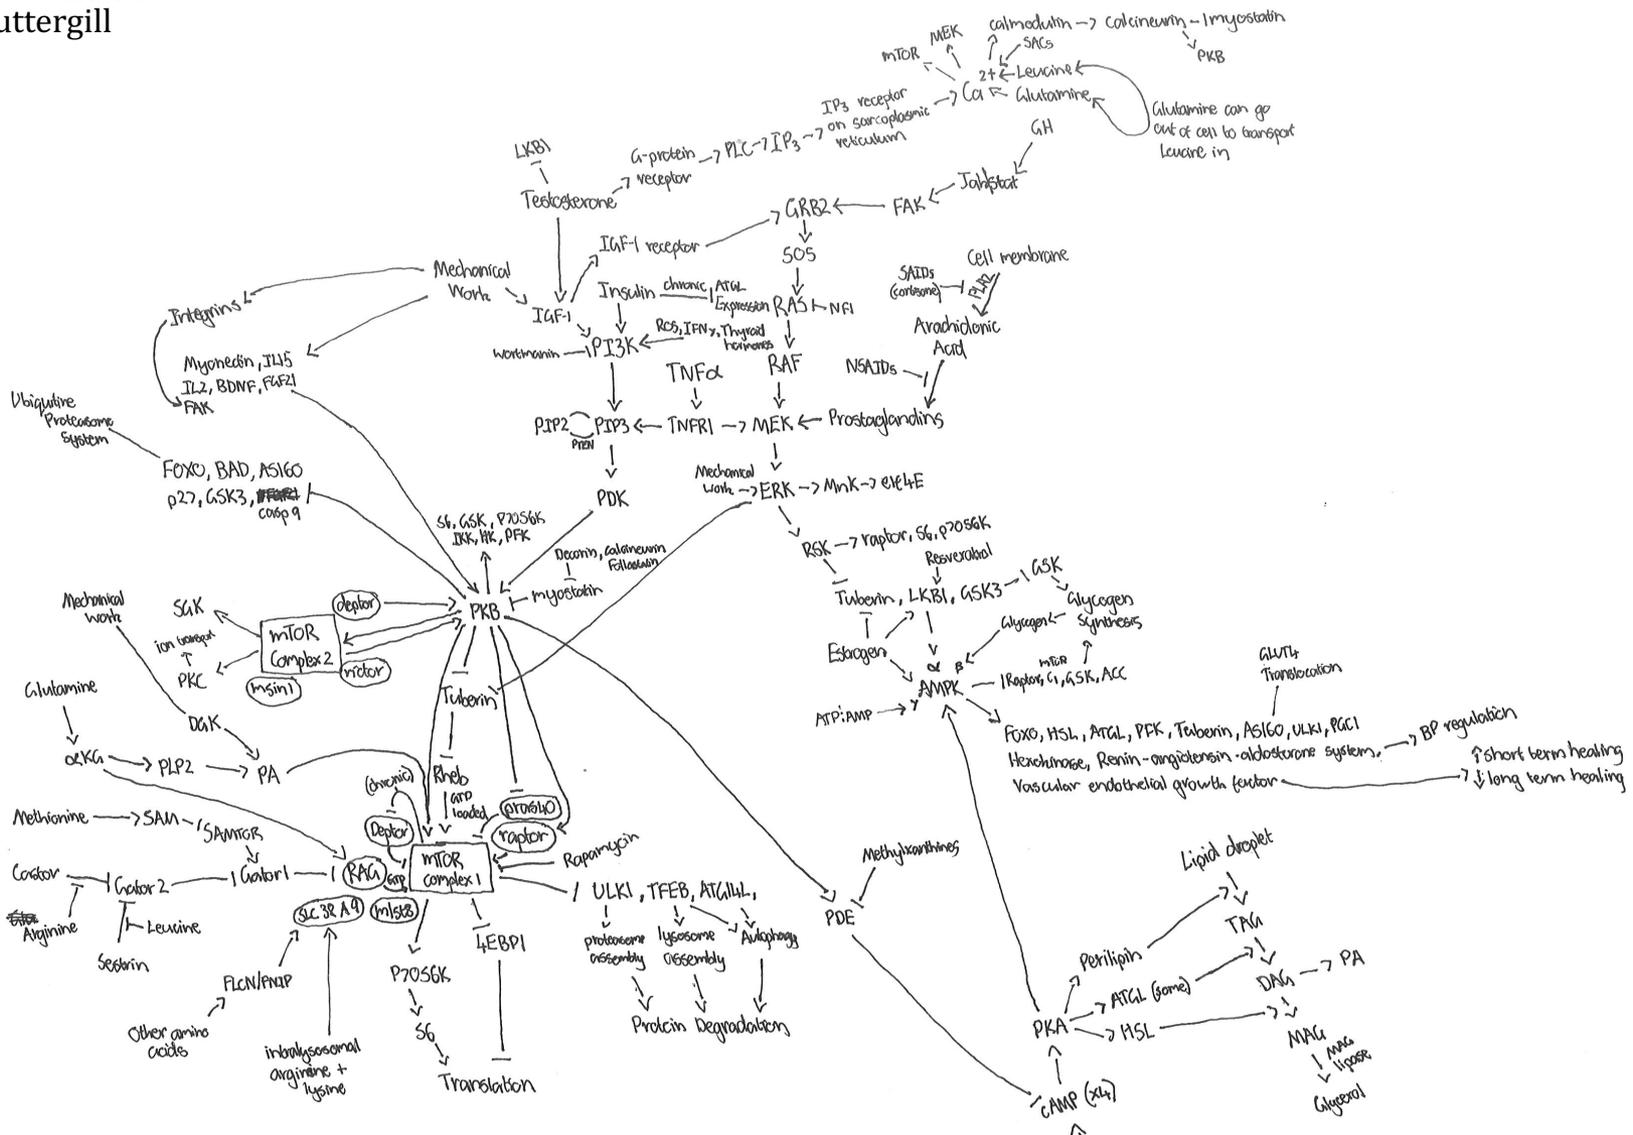 uttergill
calmodulin -> calcineurin -| myostatin
MEK
SACs
mTOR
PKB
2+
Leucine
Ca
Glutamine
IP3 receptor
on sarcoplasmic
reticulum
Glutamine can go
out of cell to transport
Leucine in
GH
LKB1
G-protein
receptor
PLC
IP3
Testosterone
Jak/stat
GRB2
FAK
IGF-1 receptor
SOS
Cell membrane
Mechanical
Work
SAIDs
(cortisone)
PLA2
Insulin
chronic
ATGL
Expression
RAS
NF1
Integrins
IGF-1
Arachidonic
Acid
ROS, IFNγ, Thyroid
hormones
Wortmannin
PI3K
Myonectin, IL15
IL2, BDNF, FGF21
FAK
TNFα
RAF
NSAIDs
Ubiquitine
Proteasome
System
PIP2
PIP3
PTEN
TNFR1
MEK
Prostaglandins
FOXO, BAD, AS160
p27, GSK3,
casp9
Mechanical
work
ERK
Mnk
eIF4E
PDK
S6, GSK, P70S6K
IKK, HK, PFK
RSK
raptor, S6, p70S6K
Decorin, Calcineurin
Follistatin
Resveratrol
GSK
myostatin
Tuberin, LKB1, GSK3
Glycogen
Synthesis
Mechanical
work
SGK
deptor
PKB
Glycogen
ion transport
mTOR
Complex 2
Estrogen
PKC
rictor
msin1
α β
mTOR
Raptor, C1, GSK, ACC
GLUT4
Translocation
Glutamine
Tuberin
AMPK
γ
ATP:AMP
DGK
FOXO, HSL, ATGL, PFK, Tuberin, AS160, ULK1, PGC1
BP regulation
Hexokinase, Renin-angiotensin-aldosterone system,
αKG
PLP2
PA
↑ short term healing
Vascular endothelial growth factor
↓ long term healing
(chronic)
Rheb
GTP
loaded
pras40
Methionine
SAM
SAMTOR
Deptor
raptor
Rapamycin
Methylxanthines
Lipid droplet
Castor
Gator 2
Gator1
RAG
GTP
mTOR
Complex 1
ULK1, TFEB, ATG14L,
PDE
SLC 38 A9
mlst8
Arginine
Leucine
TAG
4EBP1
proteasome
assembly
lysosome
assembly
Autophagy
Sestrin
Perilipin
FLCN/FNIP
P70S6K
ATGL (some)
DAG
PA
Other amino
acids
S6
Protein Degradation
PKA
HSL
MAG
MAG
lipase
intralysosomal
arginine +
lysine
Translation
cAMP (x4)
Glycerol